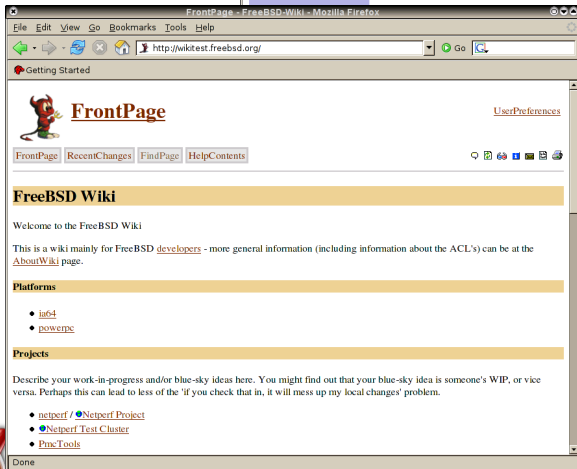 FrontPage - FreeBSD-Wiki - Mozilla Firefox
File Edit View Go Bookmarks Tools Help
http://wikitest.freebsd.org/ Go G
Getting Started
FrontPage
UserPreferences
FrontPage RecentChanges FindPage HelpContents
FreeBSD Wiki
Welcome to the FreeBSD Wiki
This is a wiki mainly for FreeBSD developers - more general information (including information about the ACL's) can be at the
AboutWiki page.
Platforms
ia64
powerpc
Projects
Describe your work-in-progress and/or blue-sky ideas here. You might find out that your blue-sky idea is someone's WIP, or vice
versa. Perhaps this can lead to less of the 'if you check that in, it will mess up my local changes' problem.
netperf / Netperf Project
Netperf Test Cluster
PmcTools
Done